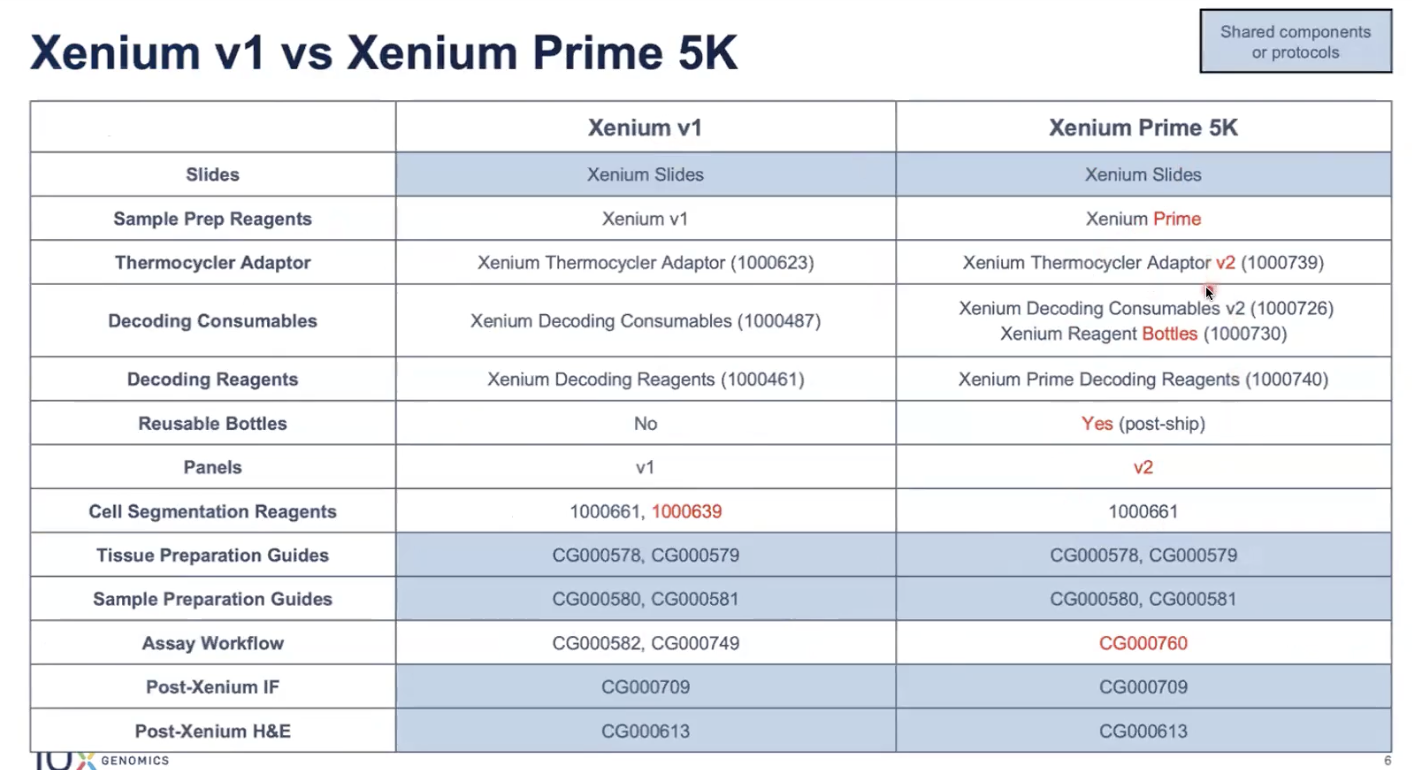 Xenium v1 vs Xenium Prime 5K
Shared components
or protocols
Xenium v1 Xenium Prime 5K
Slides Xenium Slides Xenium Slides
Sample Prep Reagents Xenium v1 Xenium Prime
Thermocycler Adaptor Xenium Thermocycler Adaptor (1000623) Xenium Thermocycler Adaptor v2 (1000739)
Decoding Consumables Xenium Decoding Consumables (1000487) Xenium Decoding Consumables v2 (1000726)
Xenium Reagent Bottles (1000730)
Decoding Reagents Xenium Decoding Reagents (1000461) Xenium Prime Decoding Reagents (1000740)
Reusable Bottles No Yes (post-ship)
Panels v1 v2
Cell Segmentation Reagents 1000661, 1000639 1000661
Tissue Preparation Guides CG000578, CG000579 CG000578, CG000579
Sample Preparation Guides CG000580, CG000581 CG000580, CG000581
Assay Workflow CG000582, CG000749 CG000760
Post-Xenium IF CG000709 CG000709
Post-Xenium H&E CG000613 CG000613
10X GENOMICS 6